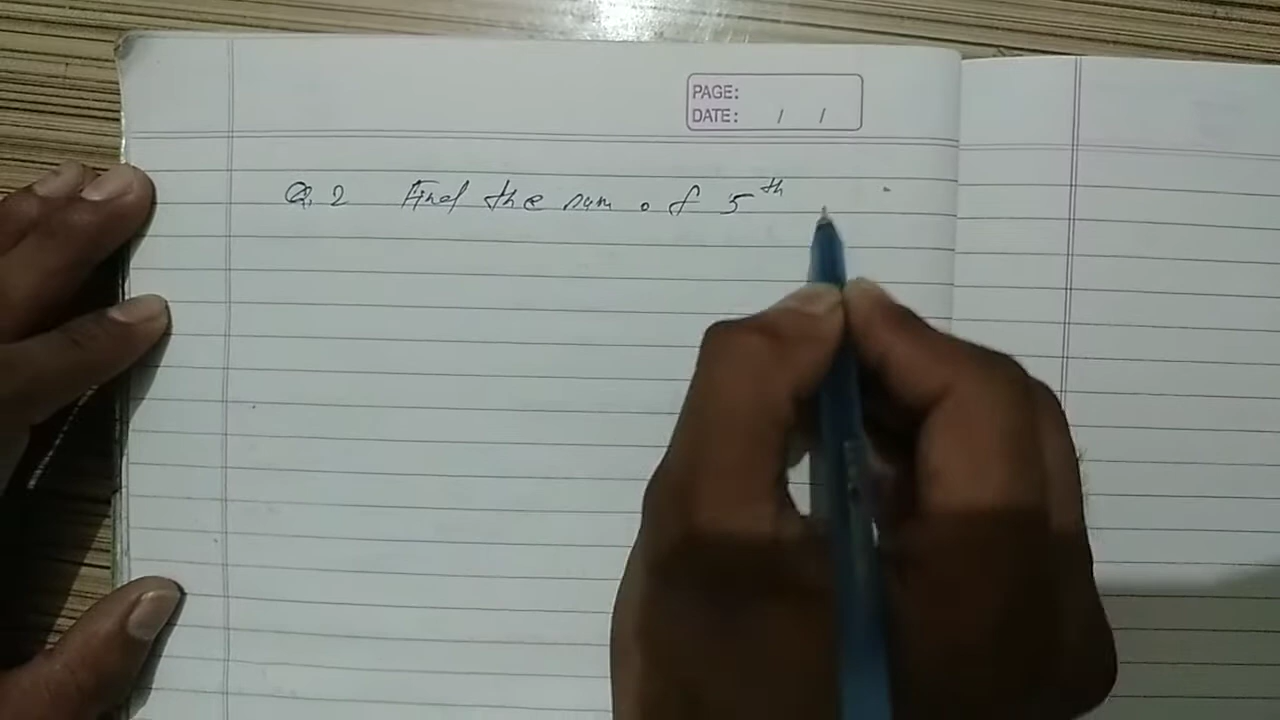 PAGE:
DATE: / /
Q. 2 Find the sum of 5th